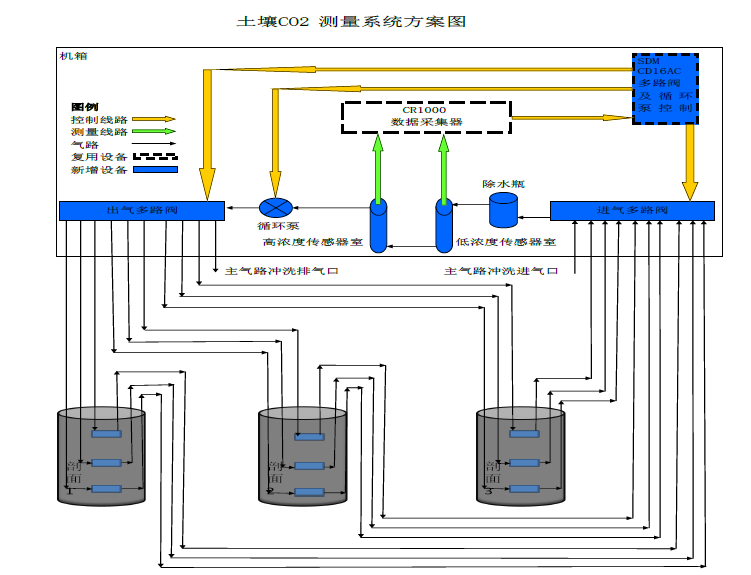 土壤CO2 测量系统方案图
机箱
SDM
CD16AC
多路阀
及循环
泵控制
图例
控制线路
测量线路
气路
复用设备
新增设备
CR1000
数据采集器
除水瓶
出气多路阀
循环泵
进气多路阀
高浓度传感器室
低浓度传感器室
主气路冲洗排气口
主气路冲洗进气口
剖面
1
剖面
2
剖面
3